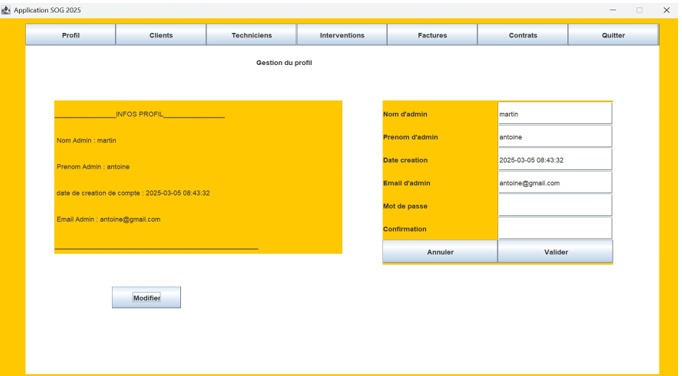 Application SOG 2025
Profil Clients Techniciens Interventions Factures Contrats Quitter
Gestion du profil
________________INFOS PROFIL________________
Nom Admin : martin
Prenom Admin : antoine
date de creation de compte : 2025-03-05 08:43:32
Email Admin : antoine@gmail.com
Modifier
Nom d'admin martin
Prenom d'admin antoine
Date creation 2025-03-05 08:43:32
Email d'admin antoine@gmail.com
Mot de passe
Confirmation
Annuler Valider